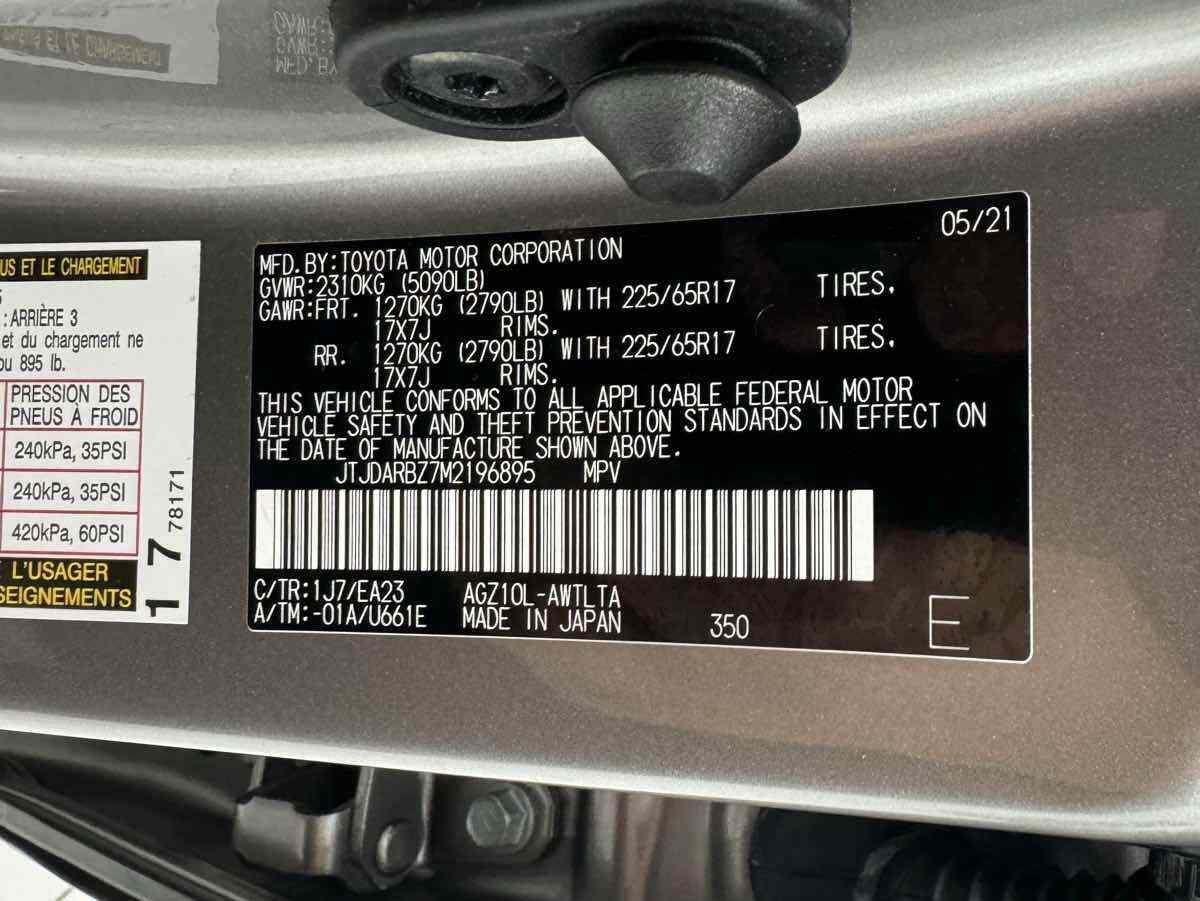 US ET LE CHARGEMENT
: ARRIÈRE 3
et du chargement ne
ou 895 lb.
PRESSION DES
PNEUS À FROID
240kPa, 35PSI
240kPa, 35PSI
420kPa, 60PSI
L'USAGER
SEIGNEMENTS
1 7 78171
05/21
MFD. BY:TOYOTA MOTOR CORPORATION
GVWR:2310KG (5090LB)
GAWR:FRT. 1270KG (2790LB) WITH 225/65R17 TIRES,
17X7J RIMS.
RR. 1270KG (2790LB) WITH 225/65R17 TIRES,
17X7J RIMS.
THIS VEHICLE CONFORMS TO ALL APPLICABLE FEDERAL MOTOR
VEHICLE SAFETY AND THEFT PREVENTION STANDARDS IN EFFECT ON
THE DATE OF MANUFACTURE SHOWN ABOVE.
JTJDARBZ7M2196895 MPV
C/TR:1J7/EA23 AGZ10L-AWTLTA
A/TM:-01A/U661E MADE IN JAPAN 350 E